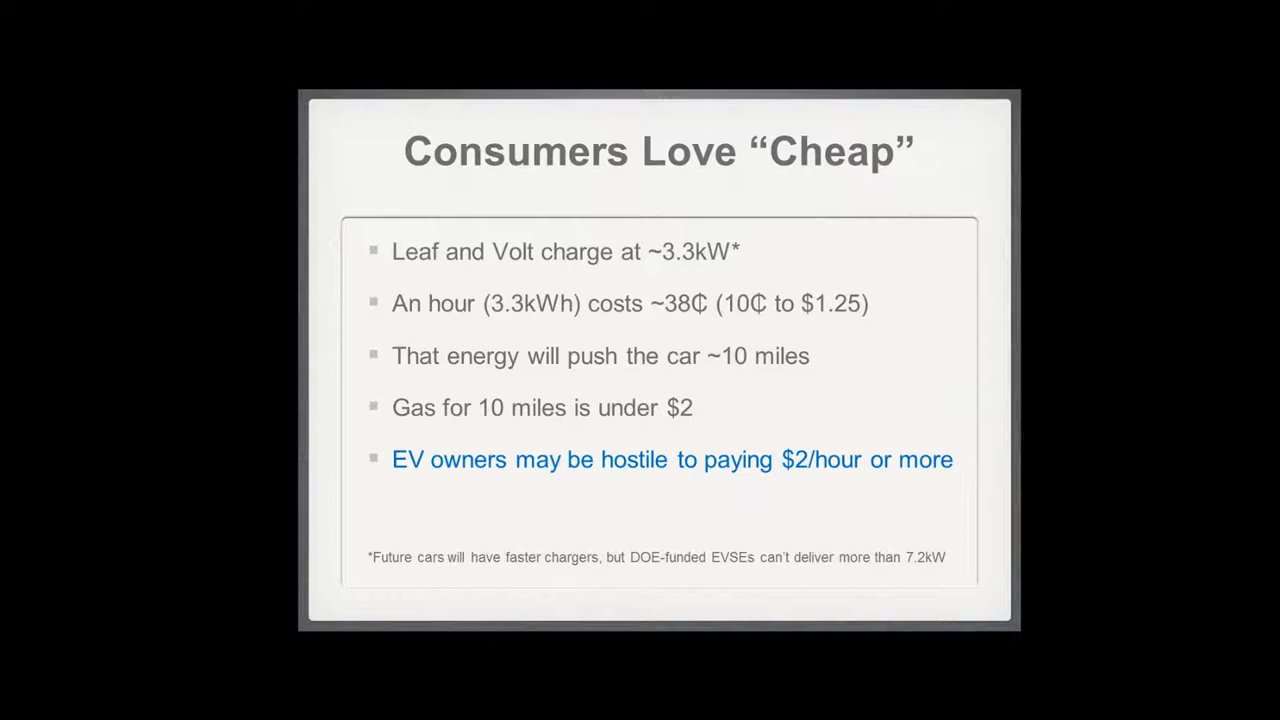 Consumers Love “Cheap”
Leaf and Volt charge at ~3.3kW*
An hour (3.3kWh) costs ~38₵ (10₵ to $1.25)
That energy will push the car ~10 miles
Gas for 10 miles is under $2
EV owners may be hostile to paying $2/hour or more
*Future cars will have faster chargers, but DOE-funded EVSEs can’t deliver more than 7.2kW